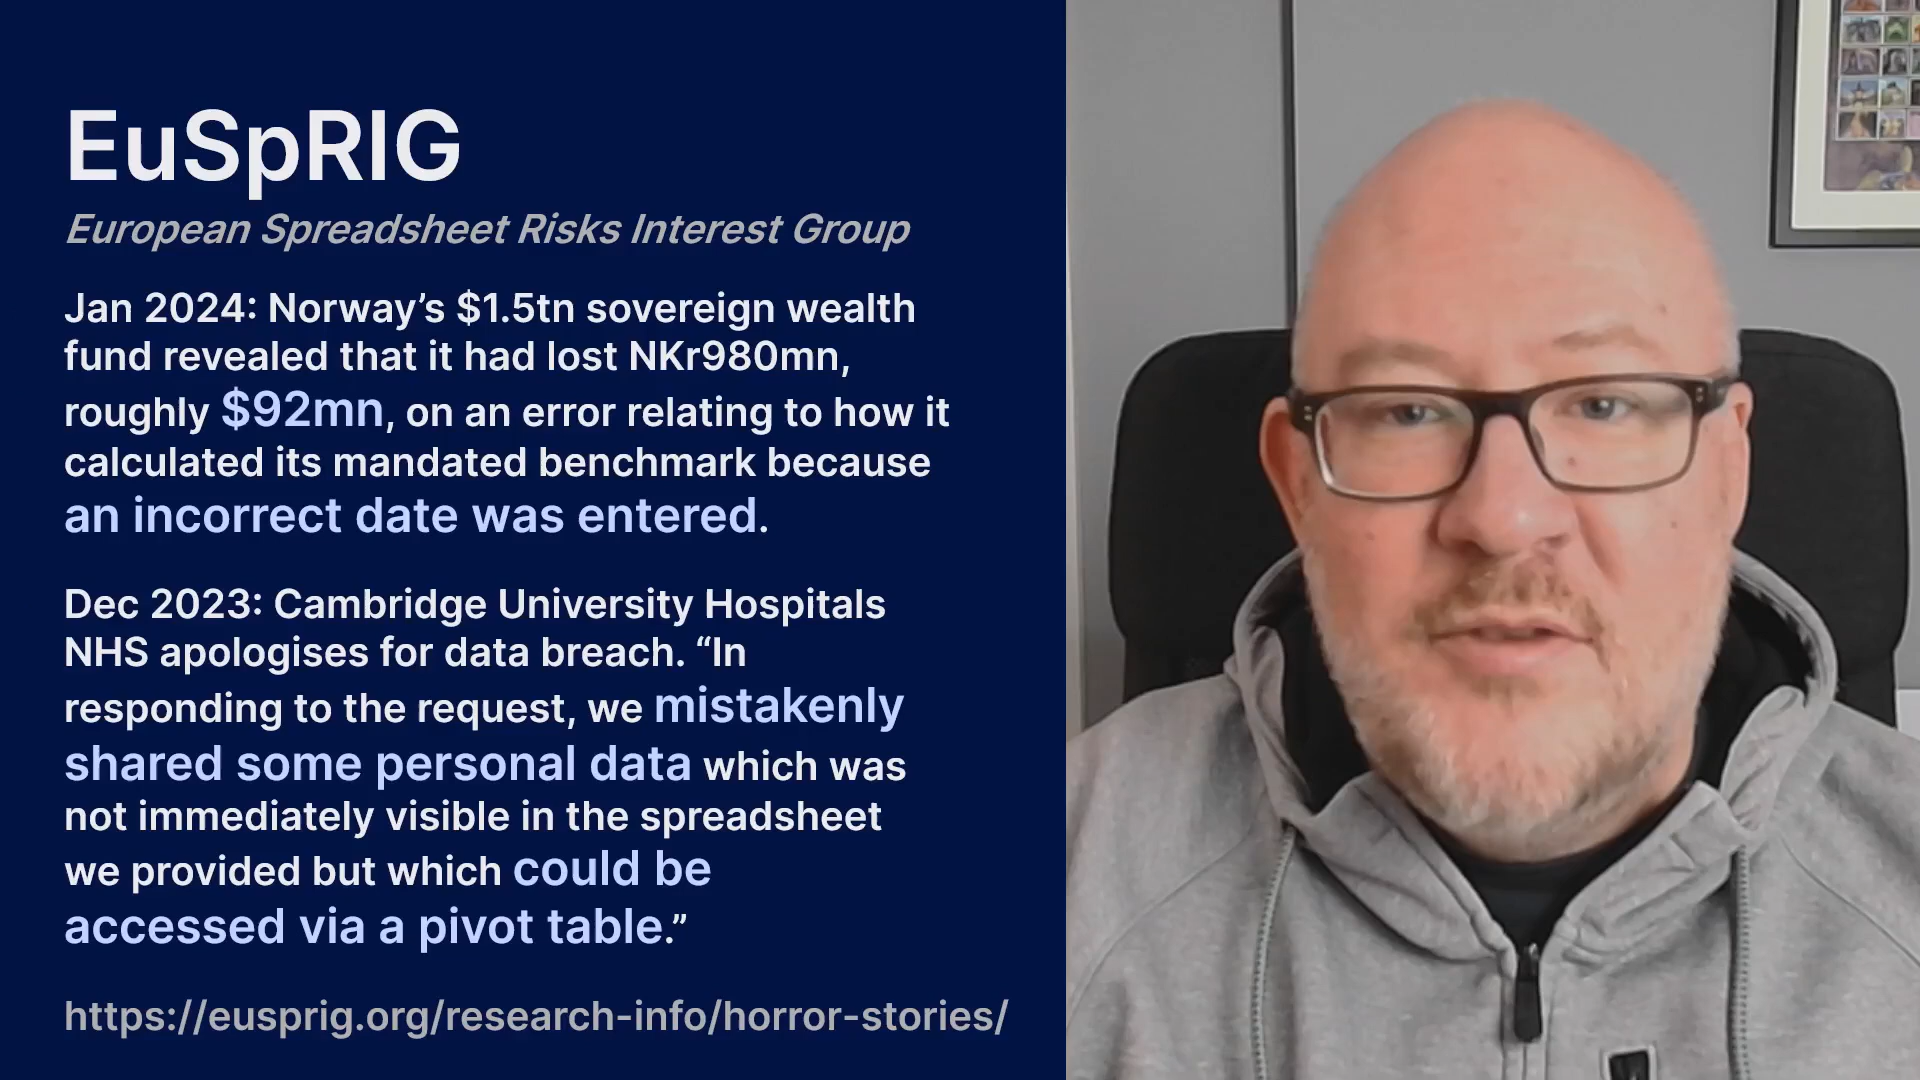 EuSpRIG
European Spreadsheet Risks Interest Group
Jan 2024: Norway’s $1.5tn sovereign wealth
fund revealed that it had lost NKr980mn,
roughly $92mn, on an error relating to how it
calculated its mandated benchmark because
an incorrect date was entered.
Dec 2023: Cambridge University Hospitals
NHS apologises for data breach. “In
responding to the request, we mistakenly
shared some personal data which was
not immediately visible in the spreadsheet
we provided but which could be
accessed via a pivot table.”
https://eusprig.org/research-info/horror-stories/